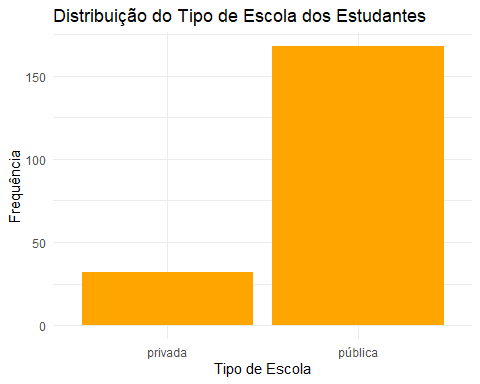 Distribuição do Tipo de Escola dos Estudantes
Frequência
150
100
50
0
privada
pública
Tipo de Escola